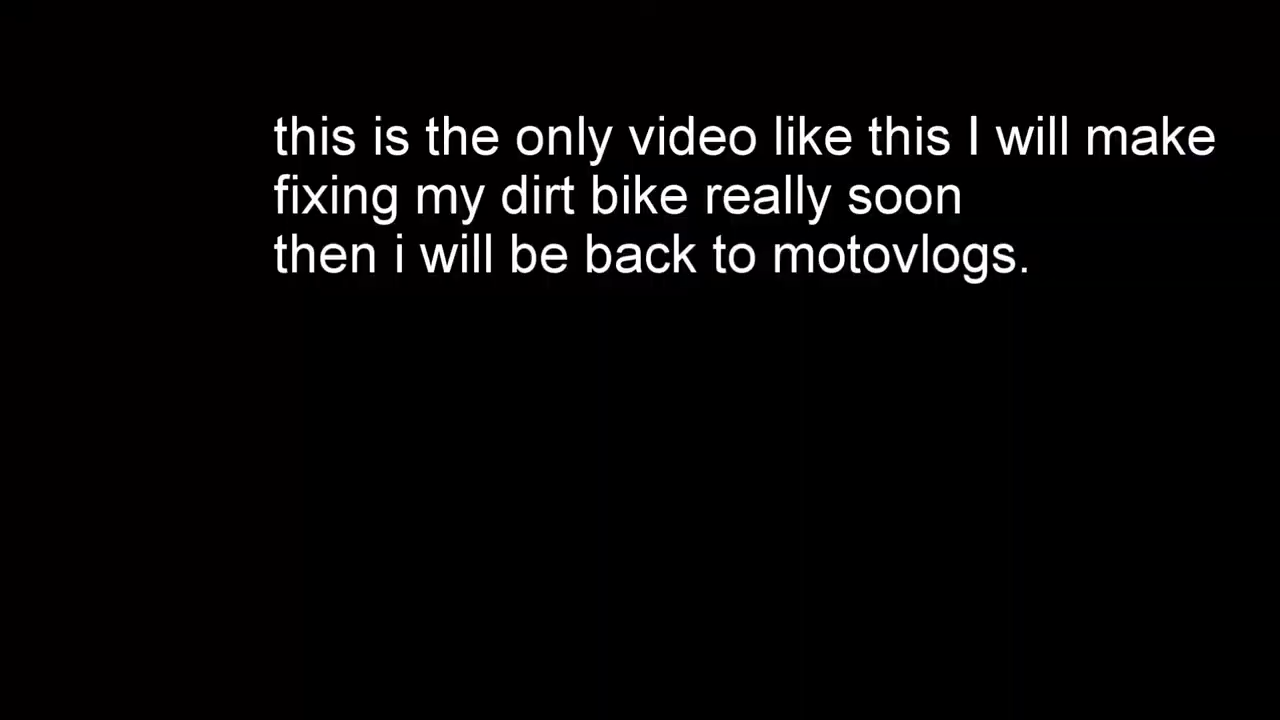 this is the only video like this I will make
fixing my dirt bike really soon
then i will be back to motovlogs.